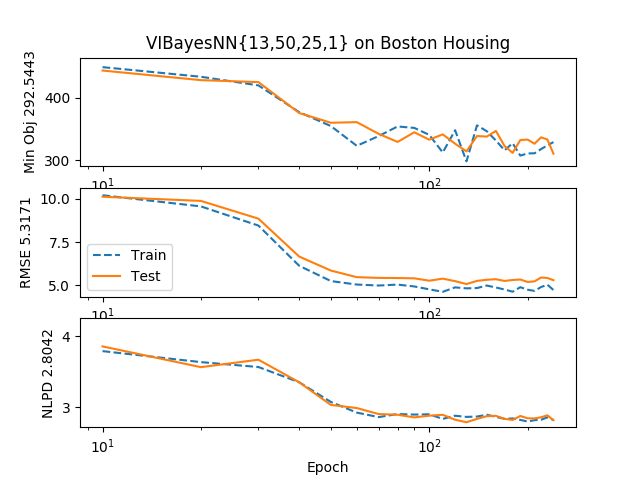 VIBayesNN{13,50,25,1} on Boston Housing
Min Obj 292.5443
400
300
10¹
10²
RMSE 5.3171
10.0
7.5
5.0
Train
Test
10¹
10²
NLPD 2.8042
4
3
10¹
10²
Epoch